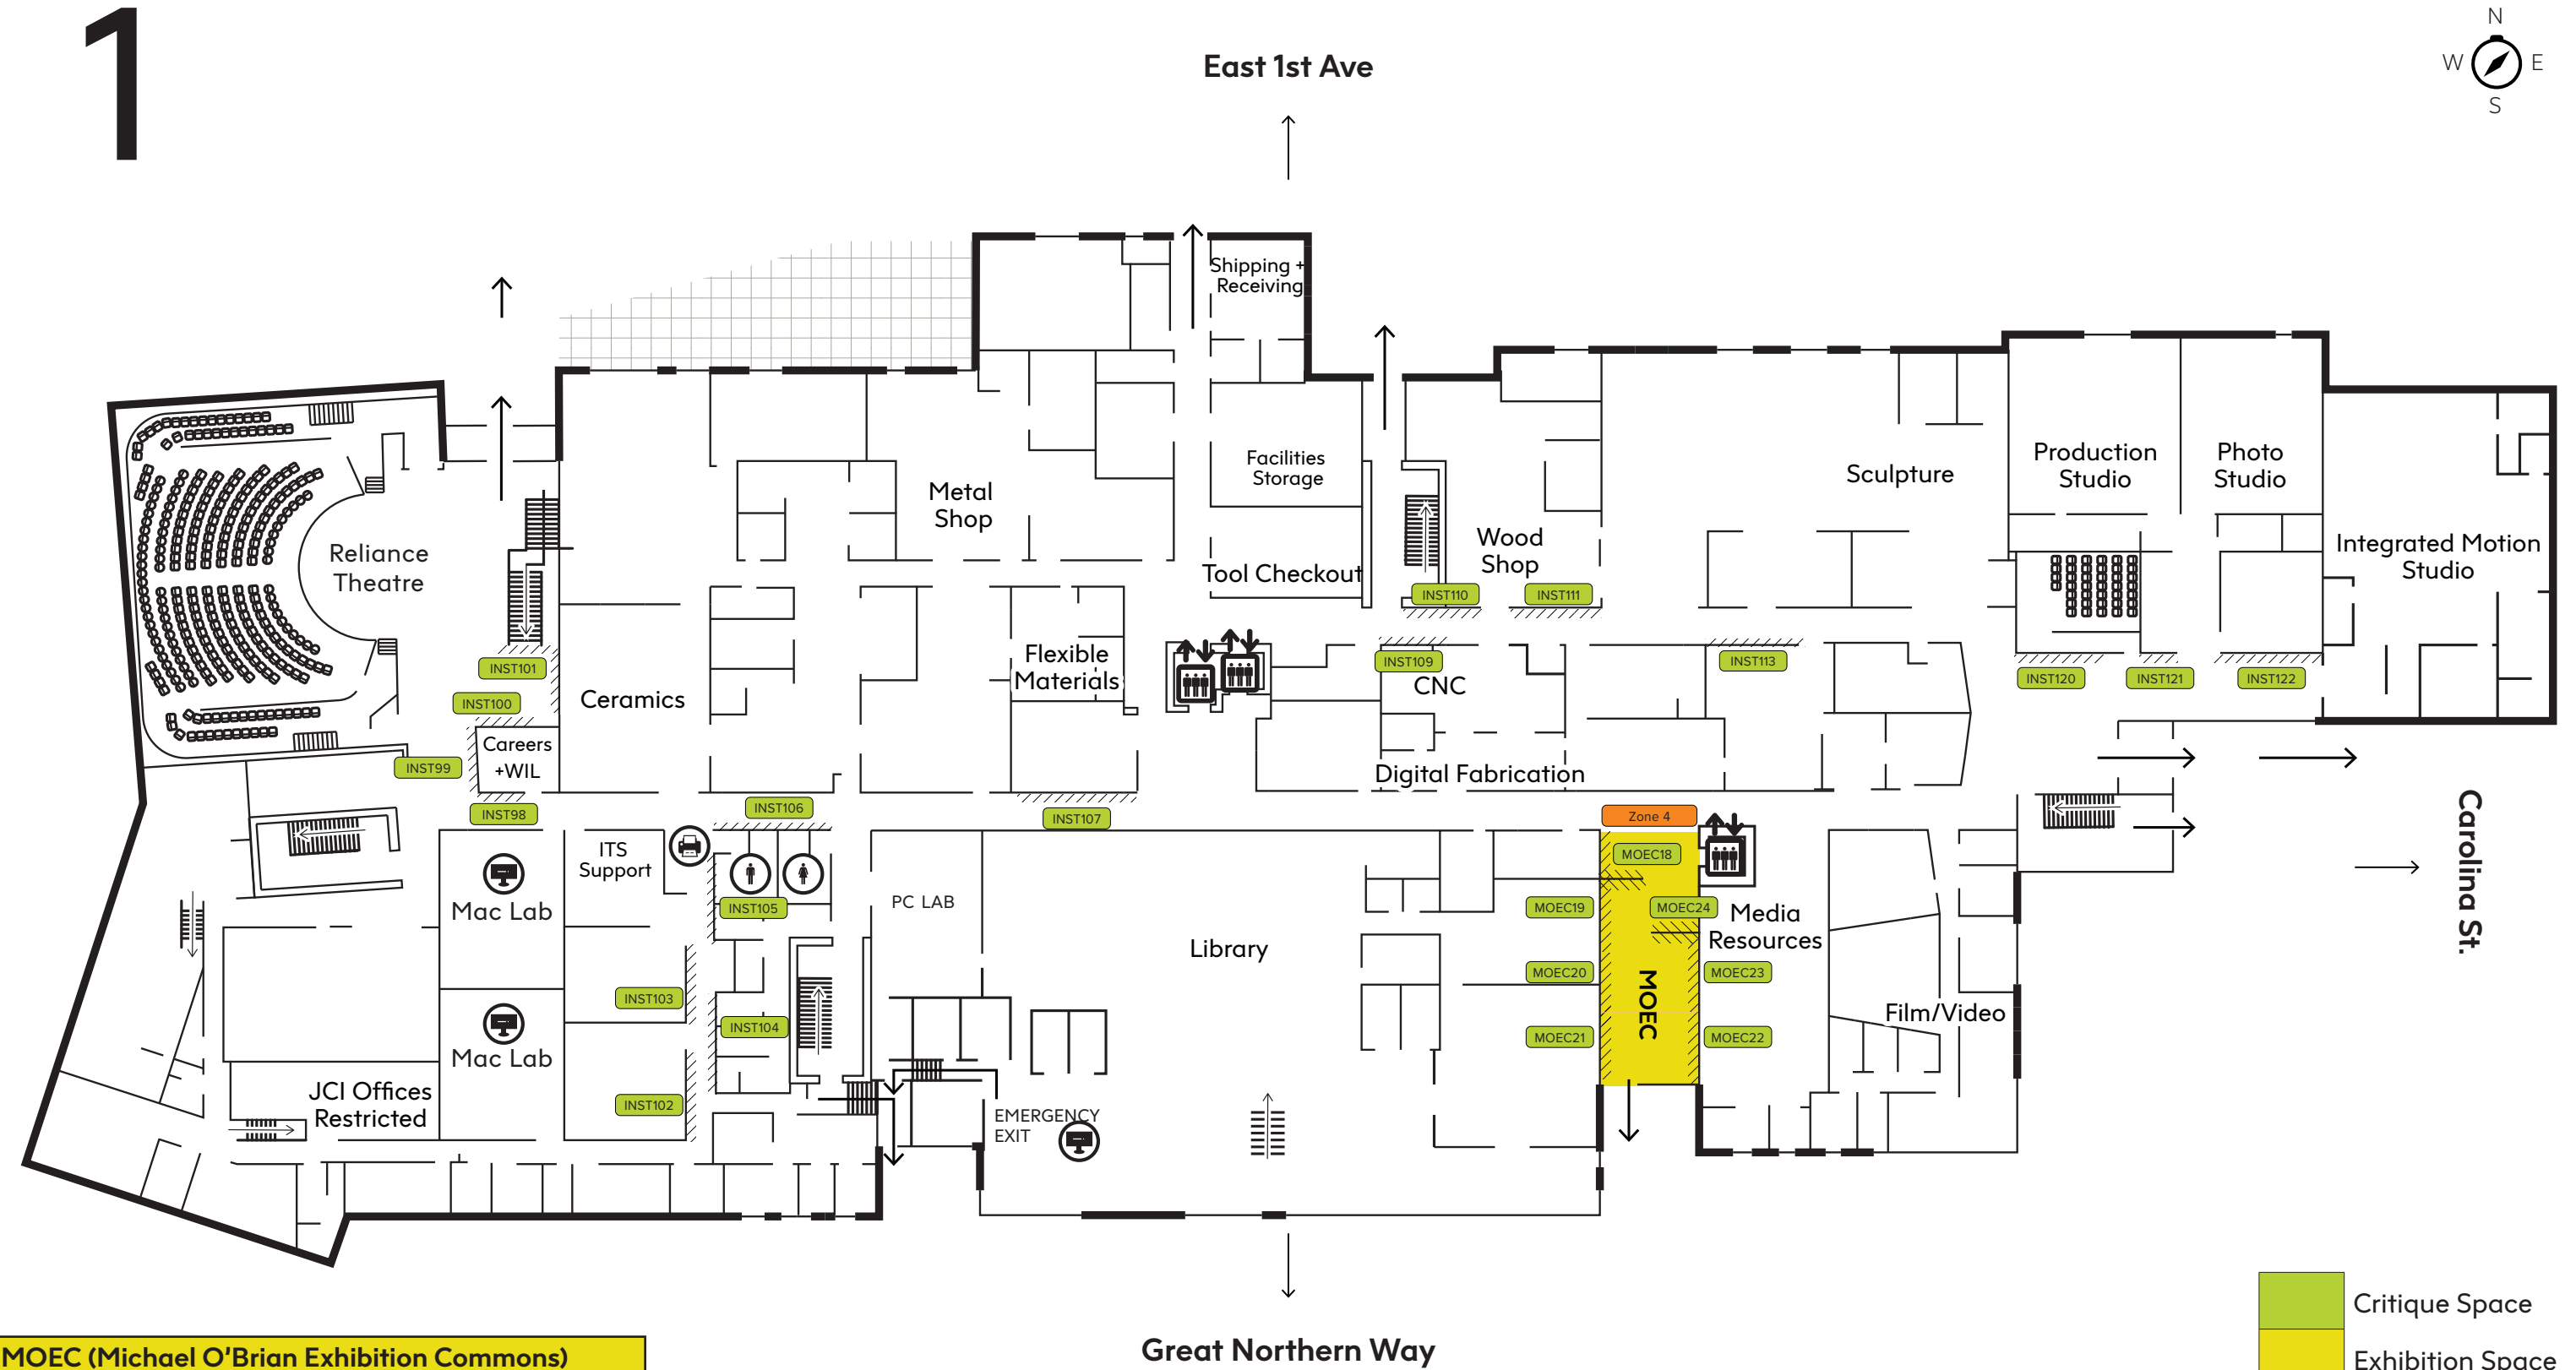 1
N
W E
S
East 1st Ave
Shipping +
Receiving
Facilities
Storage
Metal
Shop
Tool Checkout
Wood
Shop
Sculpture
Production
Studio
Photo
Studio
Integrated Motion
Studio
Reliance
Theatre
INST110
INST111
INST101
INST100
Ceramics
Flexible
Materials
INST109
CNC
INST113
INST120
INST121
INST122
Careers
+WIL
INST99
INST98
INST106
INST107
Digital Fabrication
Zone 4
Carolina St.
ITS
Support
Mac Lab
INST105
PC LAB
Library
MOEC18
MOEC19
MOEC24
Media
Resources
MOEC20
MOEC23
MOEC
INST103
INST104
MOEC21
MOEC22
Film/Video
Mac Lab
JCI Offices
Restricted
INST102
EMERGENCY
EXIT
Great Northern Way
Critique Space
Exhibition Space
MOEC (Michael O'Brian Exhibition Commons)